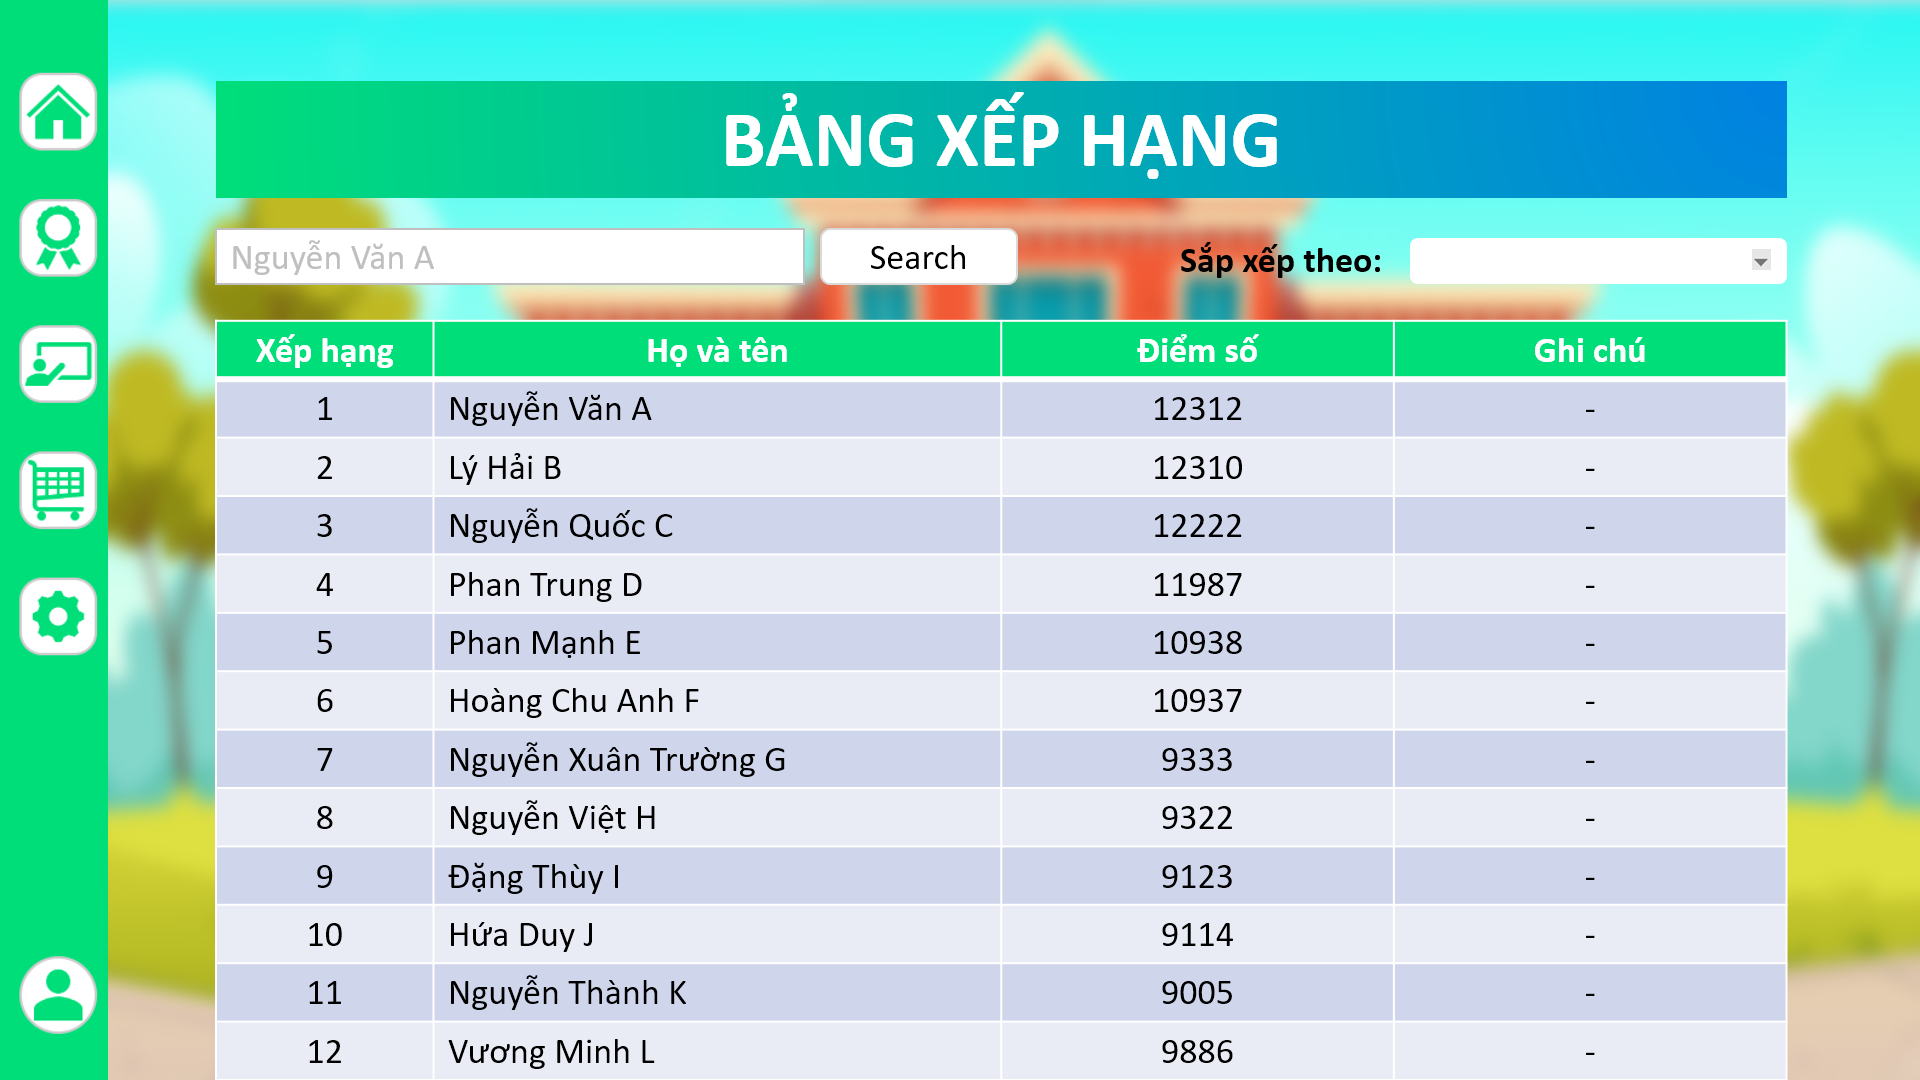 BẢNG XẾP HẠNG
Nguyễn Văn A Search Sắp xếp theo:
Xếp hạng Họ và tên Điểm số Ghi chú
1 Nguyễn Văn A 12312 -
2 Lý Hải B 12310 -
3 Nguyễn Quốc C 12222 -
4 Phan Trung D 11987 -
5 Phan Mạnh E 10938 -
6 Hoàng Chu Anh F 10937 -
7 Nguyễn Xuân Trường G 9333 -
8 Nguyễn Việt H 9322 -
9 Đặng Thùy I 9123 -
10 Hứa Duy J 9114 -
11 Nguyễn Thành K 9005 -
12 Vương Minh L 9886 -